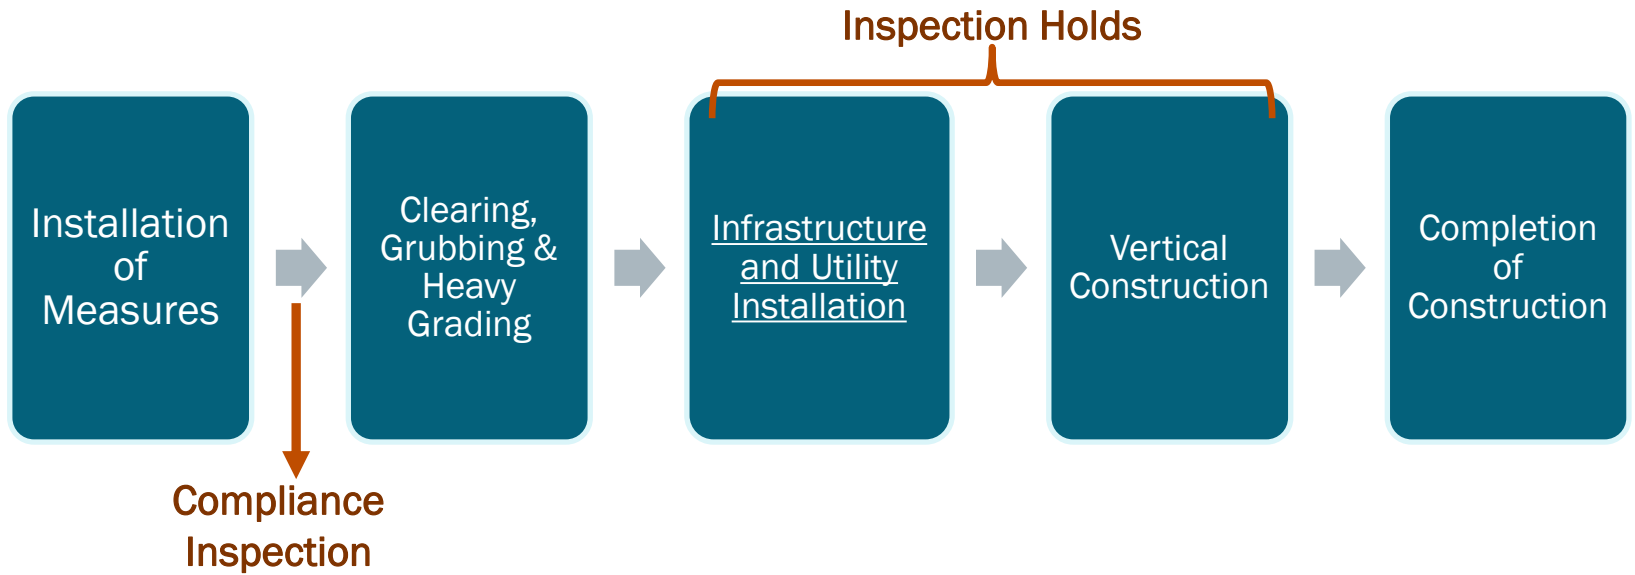 Inspection Holds
Installation
of
Measures
Clearing,
Grubbing &
Heavy
Grading
Infrastructure
and Utility
Installation
Vertical
Construction
Completion
of
Construction
Compliance
Inspection